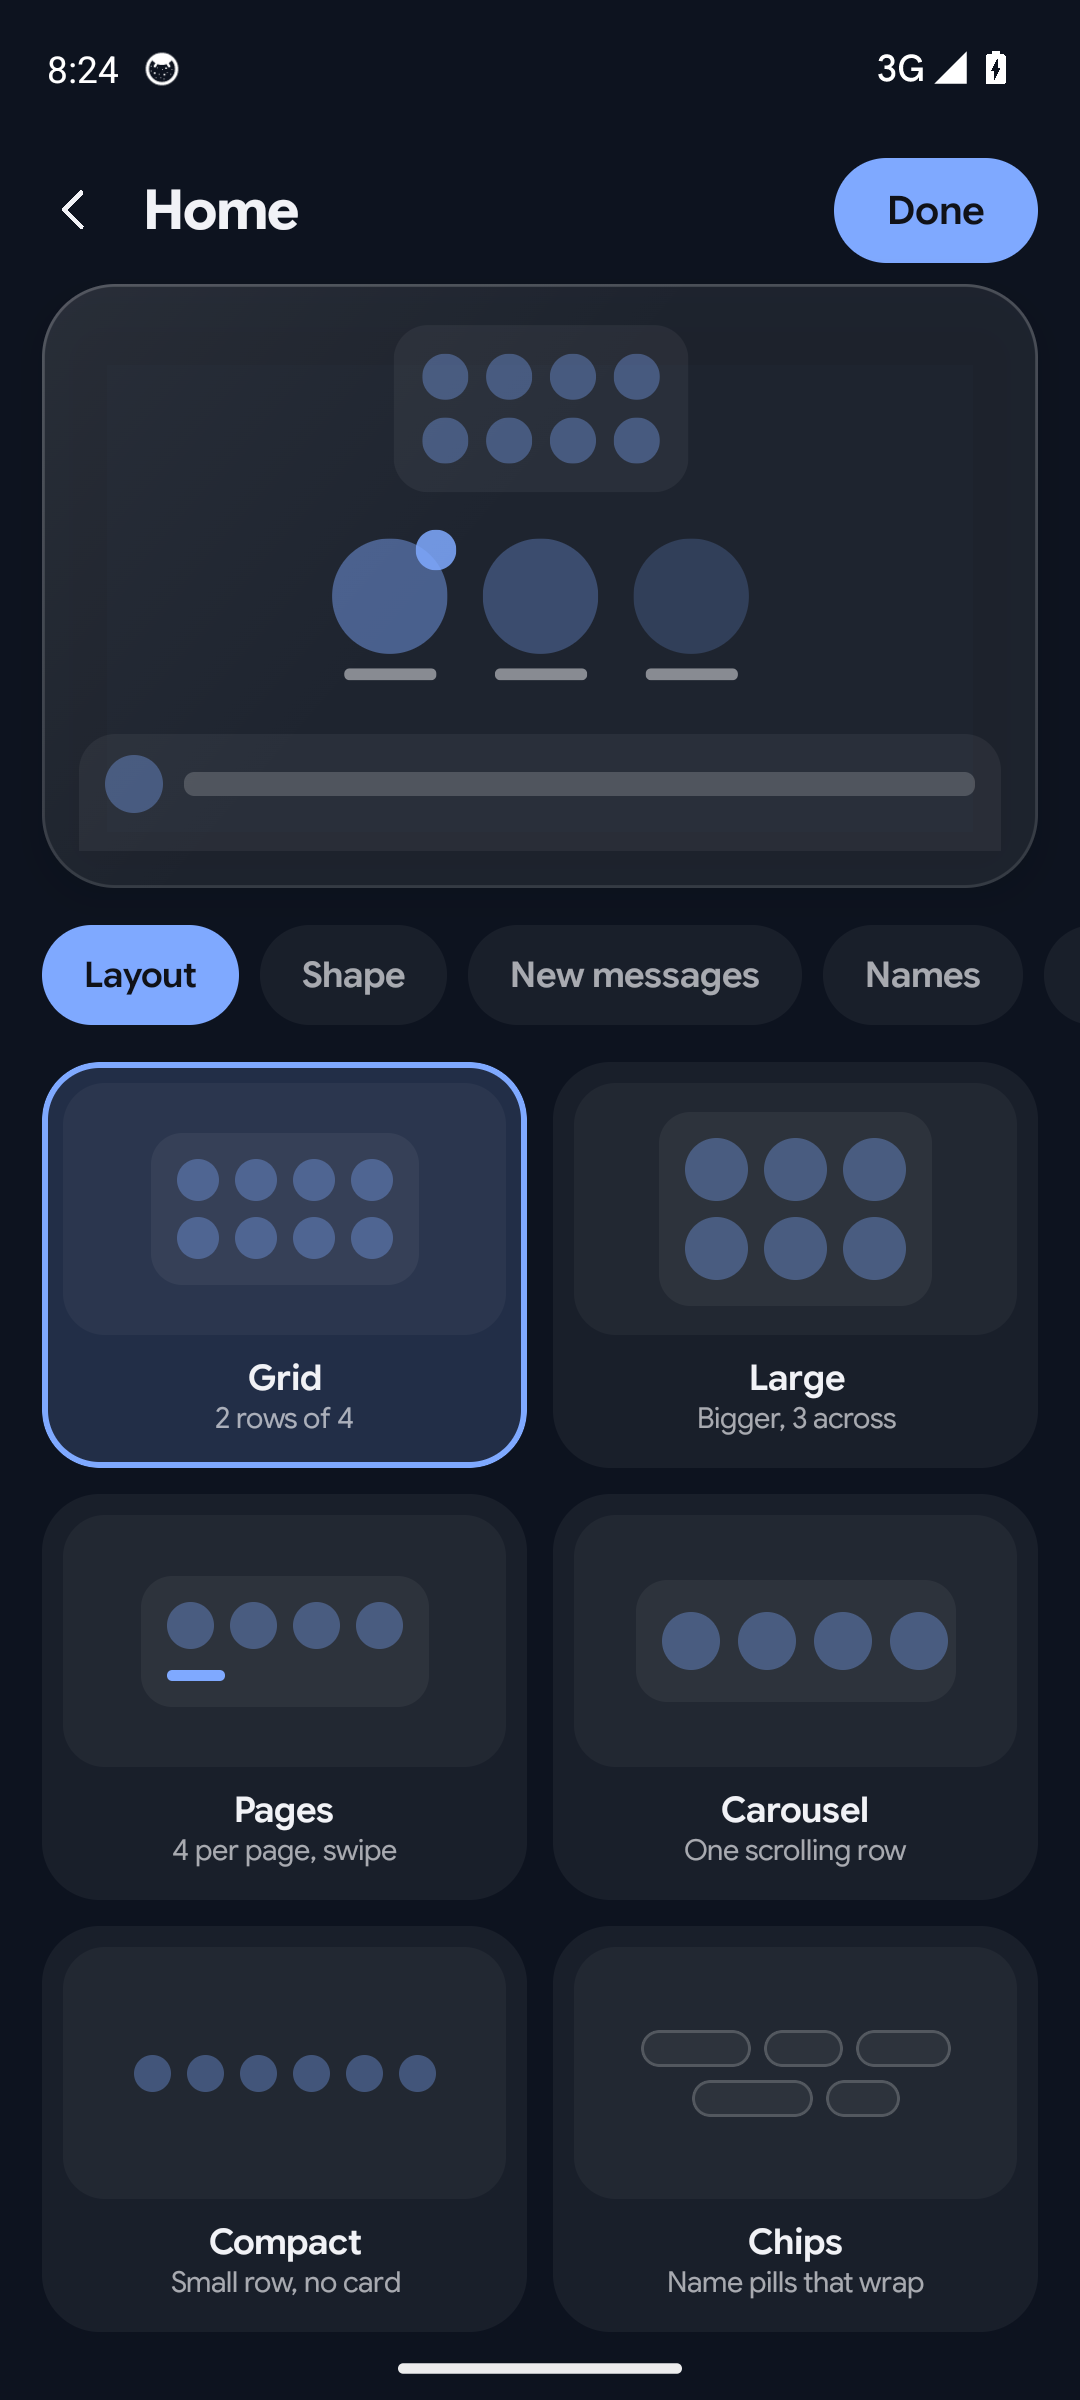 8:24
3G
Home
Done
Layout
Shape
New messages
Names
Grid
2 rows of 4
Large
Bigger, 3 across
Pages
4 per page, swipe
Carousel
One scrolling row
Compact
Small row, no card
Chips
Name pills that wrap